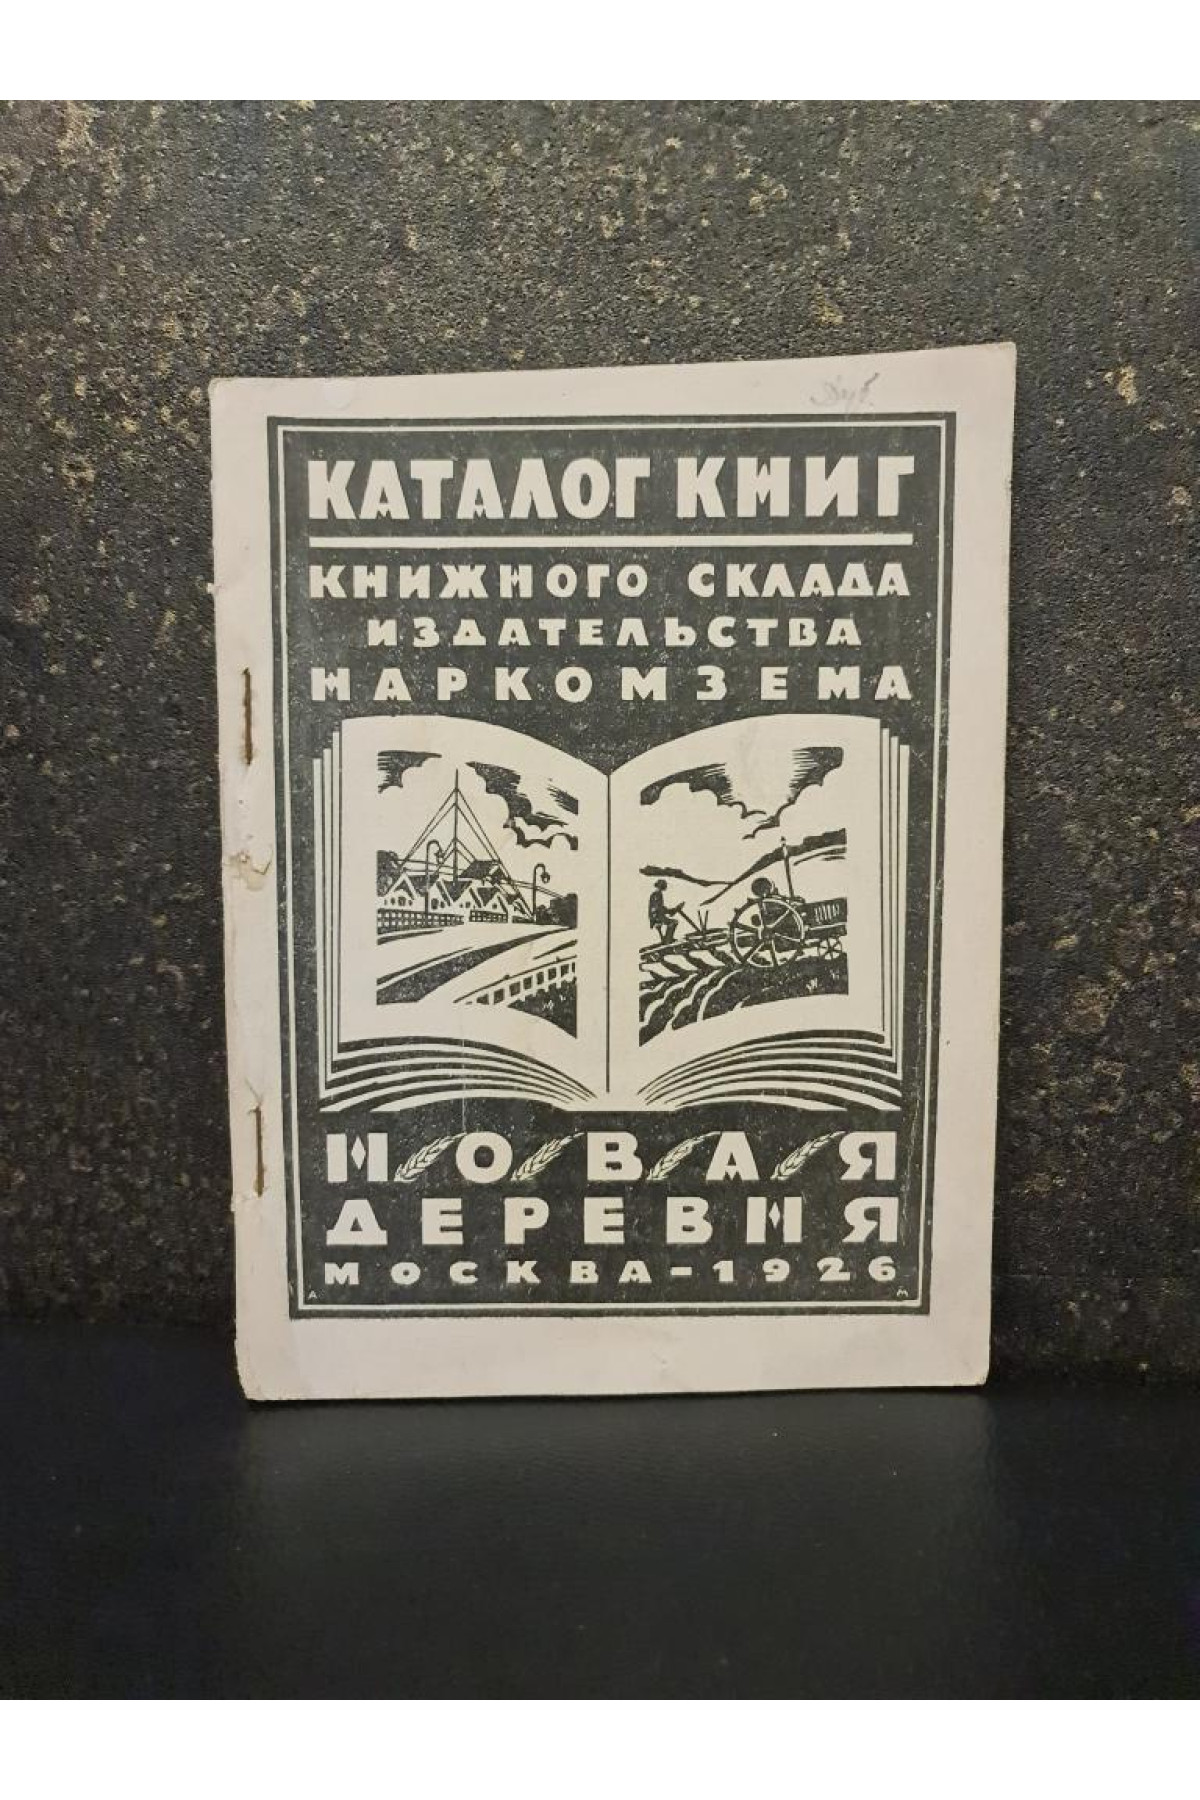 КАТАЛОГ КНИГ
КНИЖНОГО СКЛАДА
ИЗДАТЕЛЬСТВА
НАРКОМЗЕМА
НОВАЯ
ДЕРЕВНЯ
МОСКВА-1926
А М